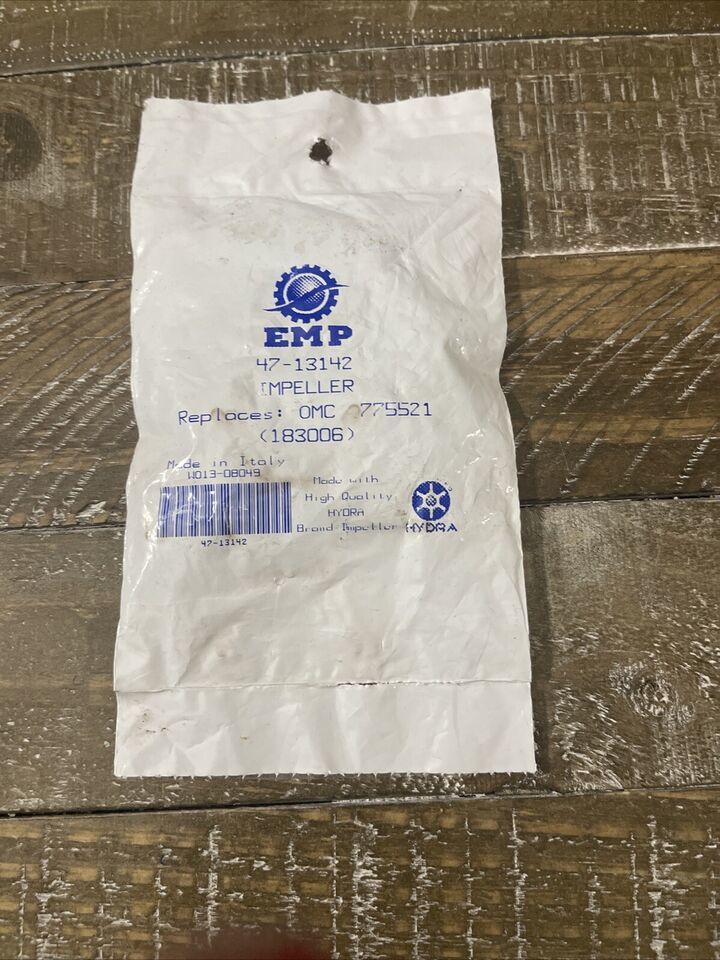 EMP
47-13142
IMPELLER
Replaces: OMC 775521
(183006)
Made in Italy
W013-08049
47-13142
Made with
High Quality
HYDRA
Brand Impeller
HYDRA